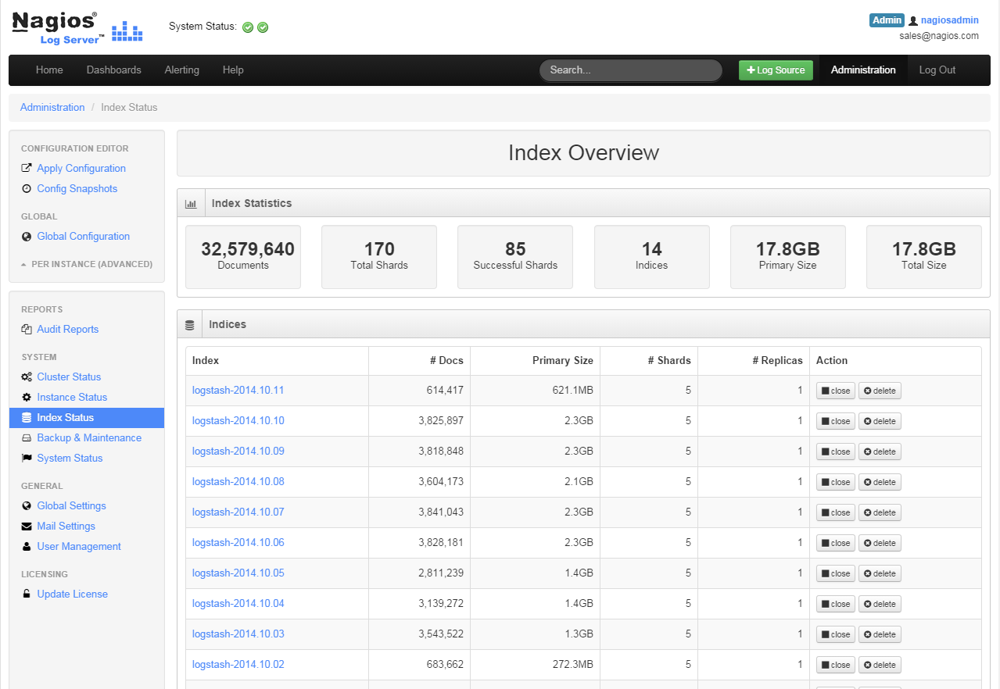 Nagios®
Log Server™
System Status:
Admin nagiosadmin
sales@nagios.com
Home Dashboards Alerting Help Search... Log Source Administration Log Out
Administration / Index Status
CONFIGURATION EDITOR
Apply Configuration
Config Snapshots
GLOBAL
Global Configuration
PER INSTANCE (ADVANCED)
REPORTS
Audit Reports
SYSTEM
Cluster Status
Instance Status
Index Status
Backup & Maintenance
System Status
GENERAL
Global Settings
Mail Settings
User Management
LICENSING
Update License
Index Overview
Index Statistics
32,579,640 170 85 14 17.8GB 17.8GB
Documents Total Shards Successful Shards Indices Primary Size Total Size
Indices
Index # Docs Primary Size # Shards # Replicas Action
logstash-2014.10.11 614,417 621.1MB 5 1 close delete
logstash-2014.10.10 3,825,897 2.3GB 5 1 close delete
logstash-2014.10.09 3,818,848 2.3GB 5 1 close delete
logstash-2014.10.08 3,604,173 2.1GB 5 1 close delete
logstash-2014.10.07 3,841,043 2.3GB 5 1 close delete
logstash-2014.10.06 3,828,181 2.3GB 5 1 close delete
logstash-2014.10.05 2,811,239 1.4GB 5 1 close delete
logstash-2014.10.04 3,139,272 1.4GB 5 1 close delete
logstash-2014.10.03 3,543,522 1.3GB 5 1 close delete
logstash-2014.10.02 683,662 272.3MB 5 1 close delete